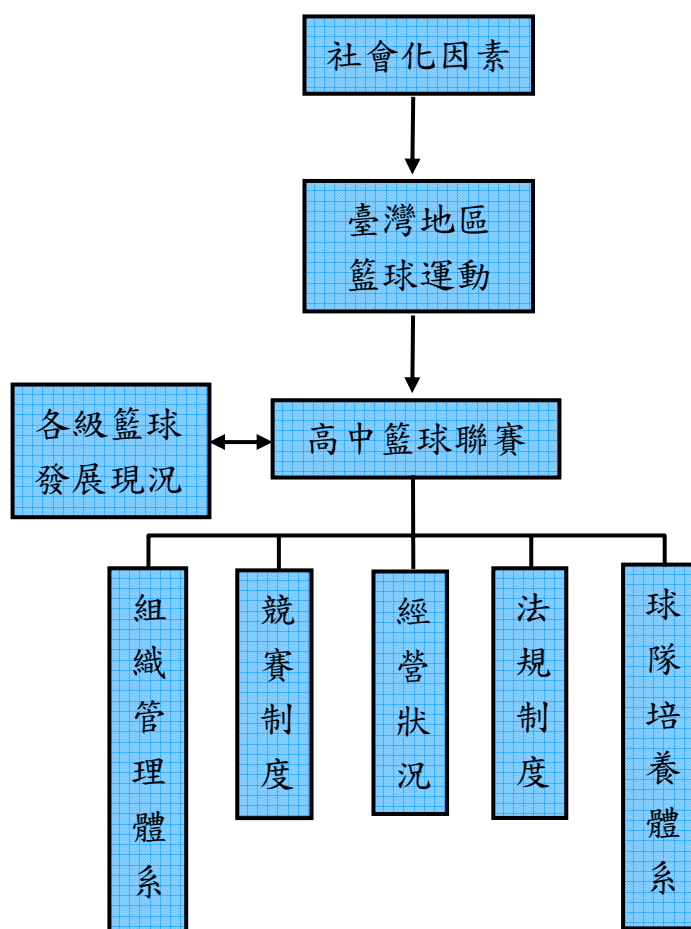 社會化因素
臺灣地區
籃球運動
各級籃球
發展現況
高中籃球聯賽
組織管理體系
競賽制度
經營狀況
法規制度
球隊培養體系